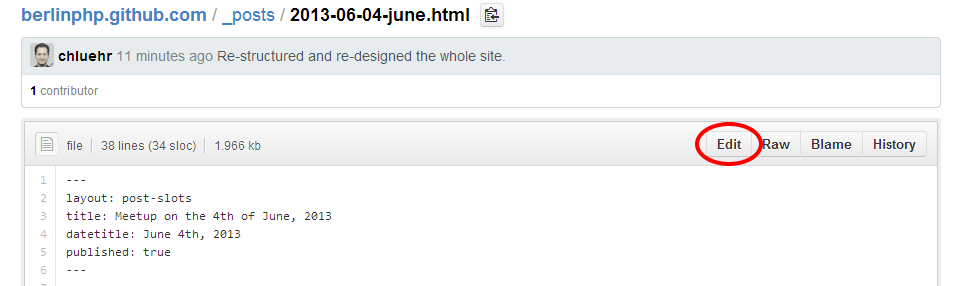 berlinphp.github.com / _posts / 2013-06-04-june.html
chluehr 11 minutes ago Re-structured and re-designed the whole site.
1 contributor
file 38 lines (34 sloc) 1.966 kb Edit Raw Blame History
1 ---
2 layout: post-slots
3 title: Meetup on the 4th of June, 2013
4 datetitle: June 4th, 2013
5 published: true
6 ---